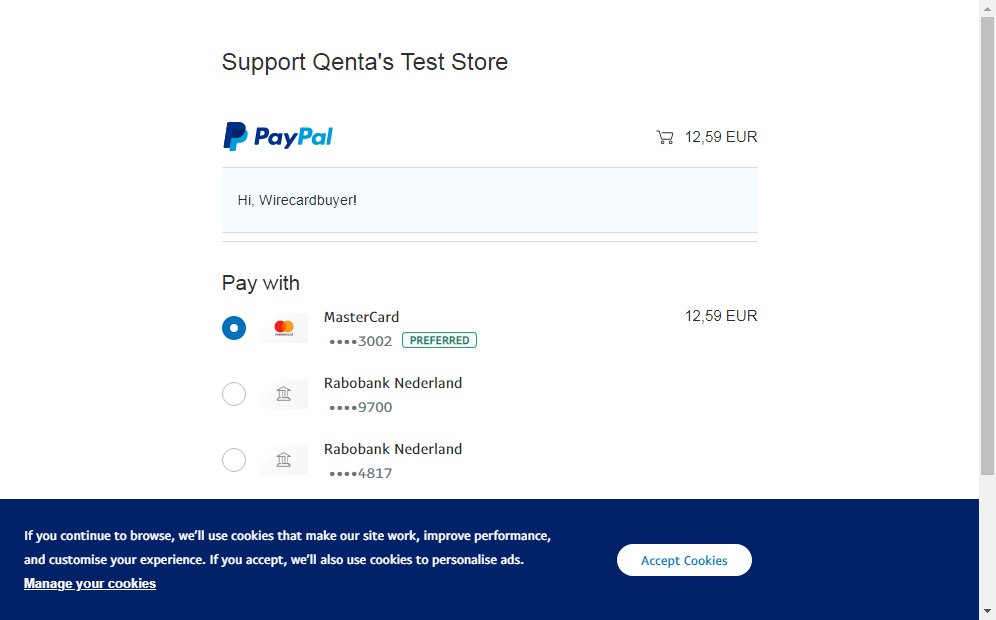 Support Qenta's Test Store
PayPal
12,59 EUR
Hi, Wirecardbuyer!
Pay with
MasterCard
12,59 EUR
••••3002 PREFERRED
Rabobank Nederland
••••9700
Rabobank Nederland
••••4817
If you continue to browse, we'll use cookies that make our site work, improve performance,
and customise your experience. If you accept, we'll also use cookies to personalise ads.
Manage your cookies
Accept Cookies